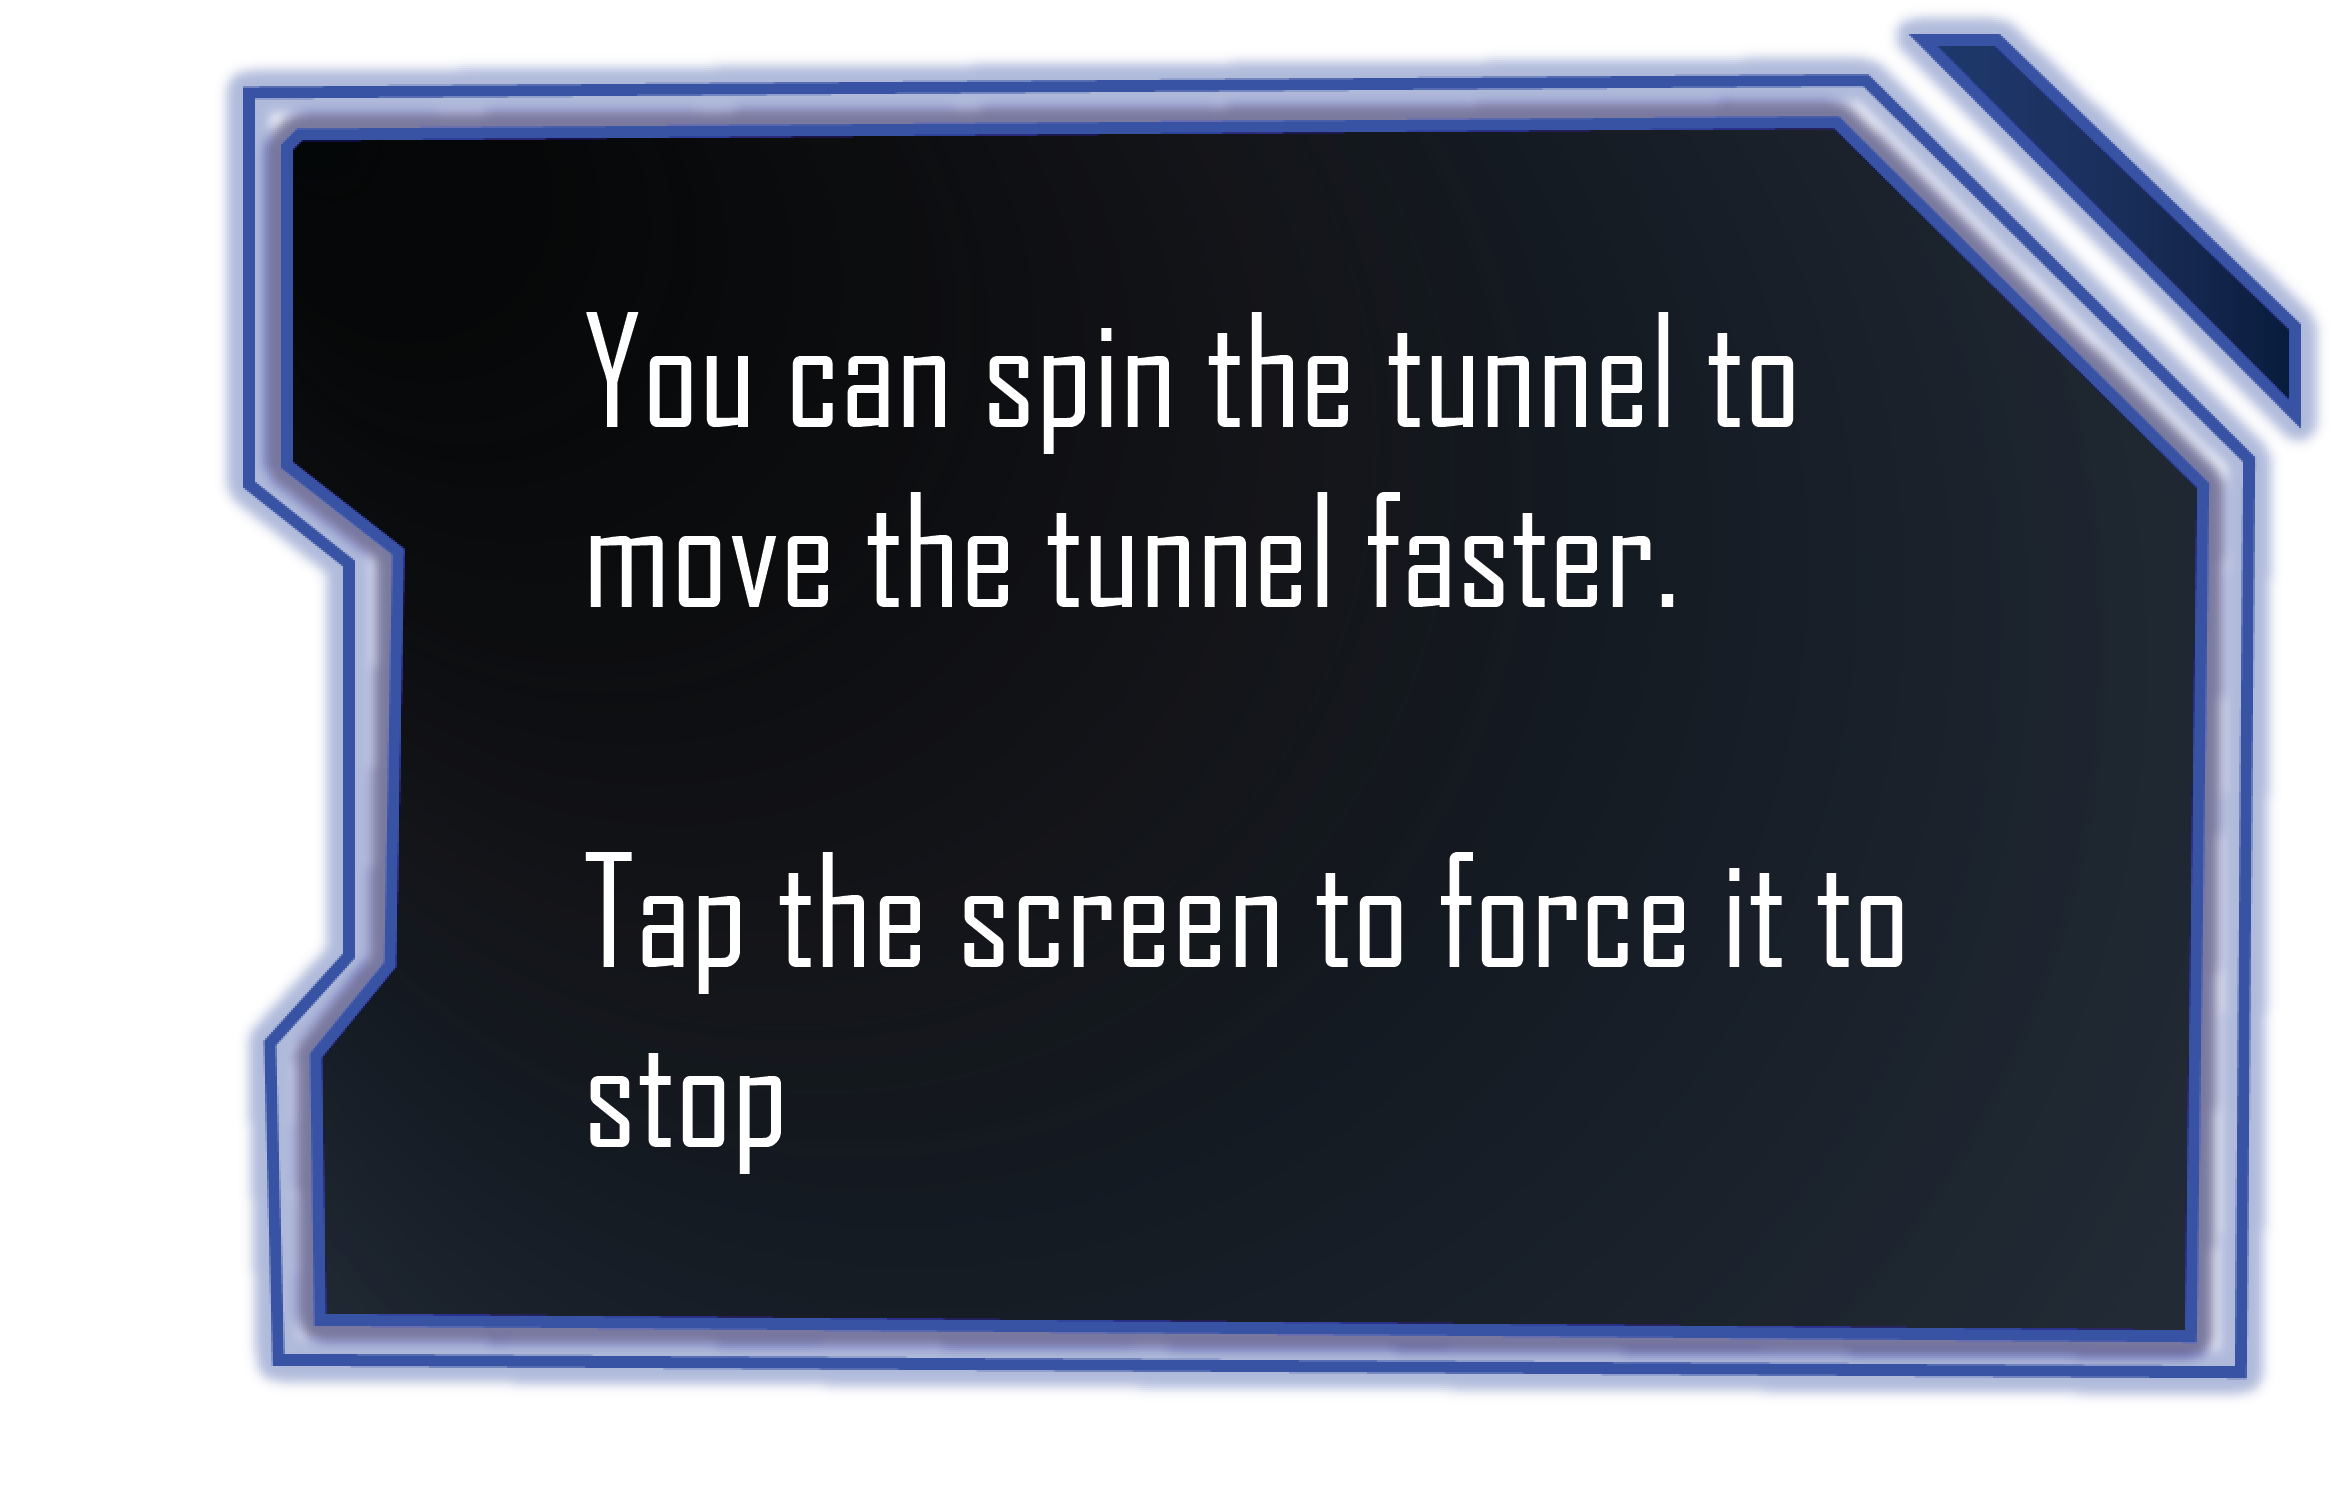 You can spin the tunnel to
move the tunnel faster.
Tap the screen to force it to
stop